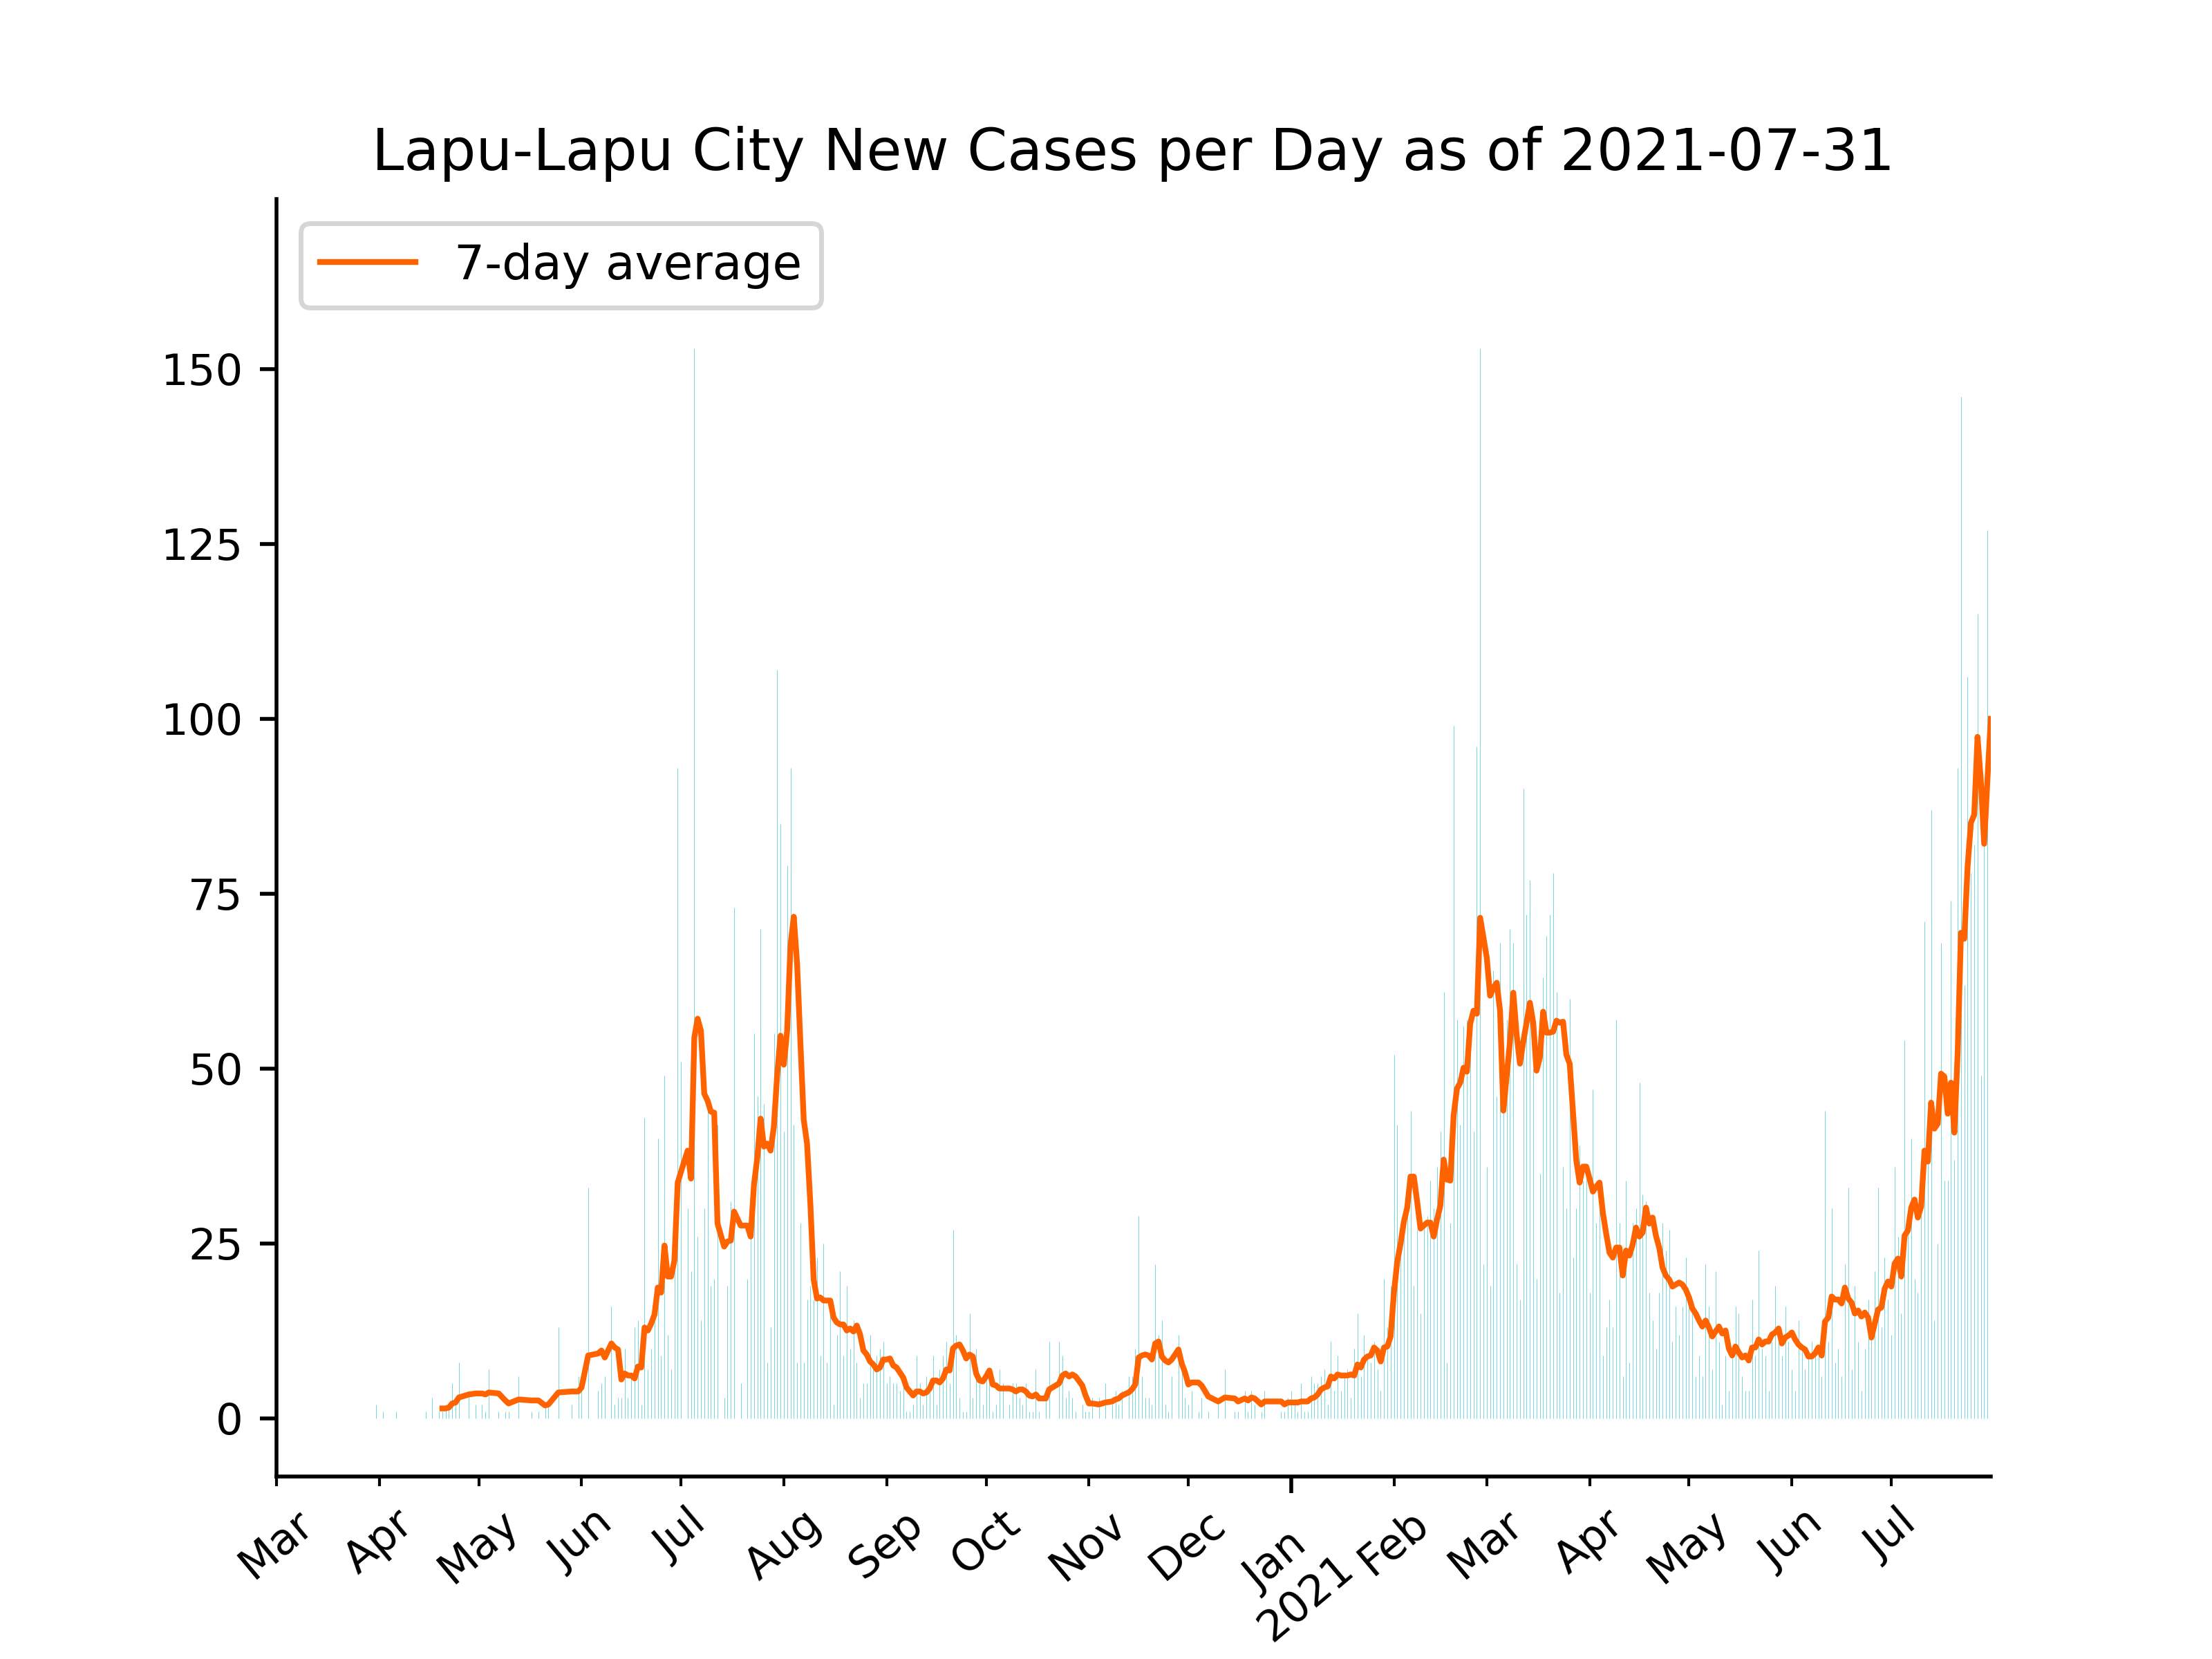 Lapu-Lapu City New Cases per Day as of 2021-07-31
7-day average
150
125
100
75
50
25
0
Mar
Apr
May
Jun
Jul
Aug
Sep
Oct
Nov
Dec
Jan
2021
Feb
Mar
Apr
May
Jun
Jul